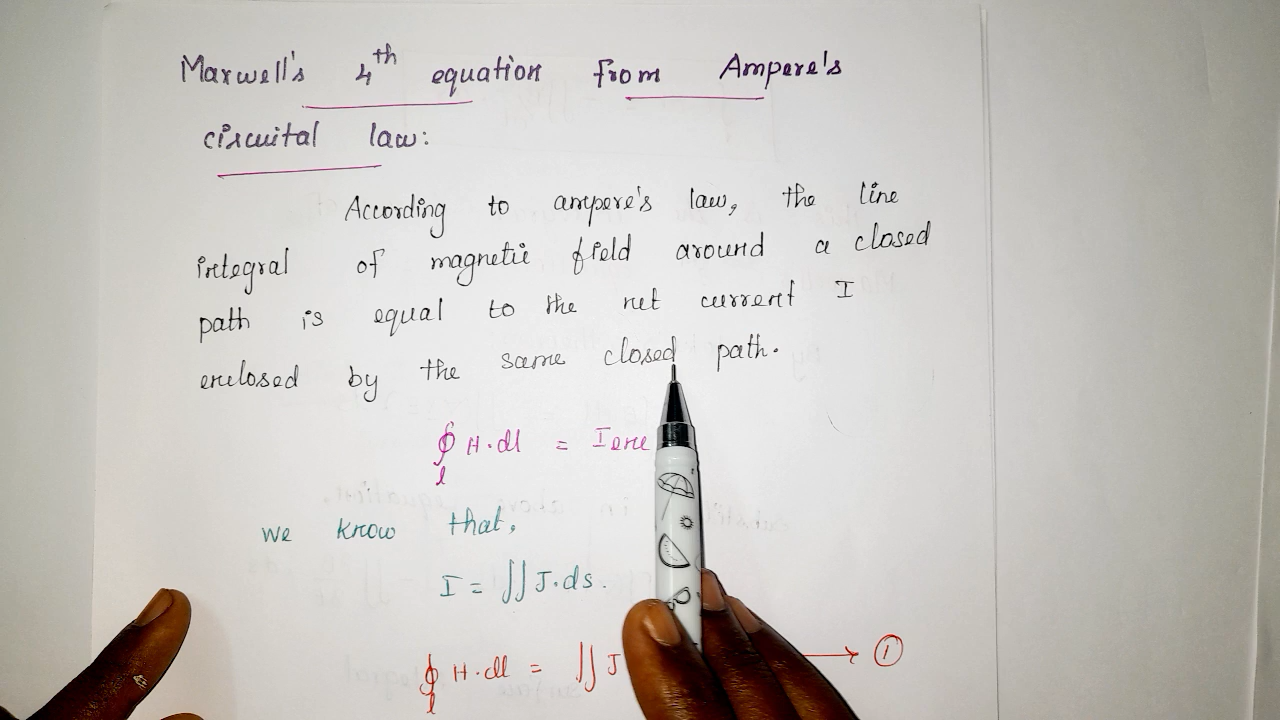 Maxwell's 4th equation from Ampere's
circuital law:
According to ampere's law, the line
integral of magnetic field around a closed
path is equal to the net current I
enclosed by the same closed path.
∮l H.dl = Ienc
we know that,
I = ∬ J.ds.
∮l H.dl = ∬ J → ①